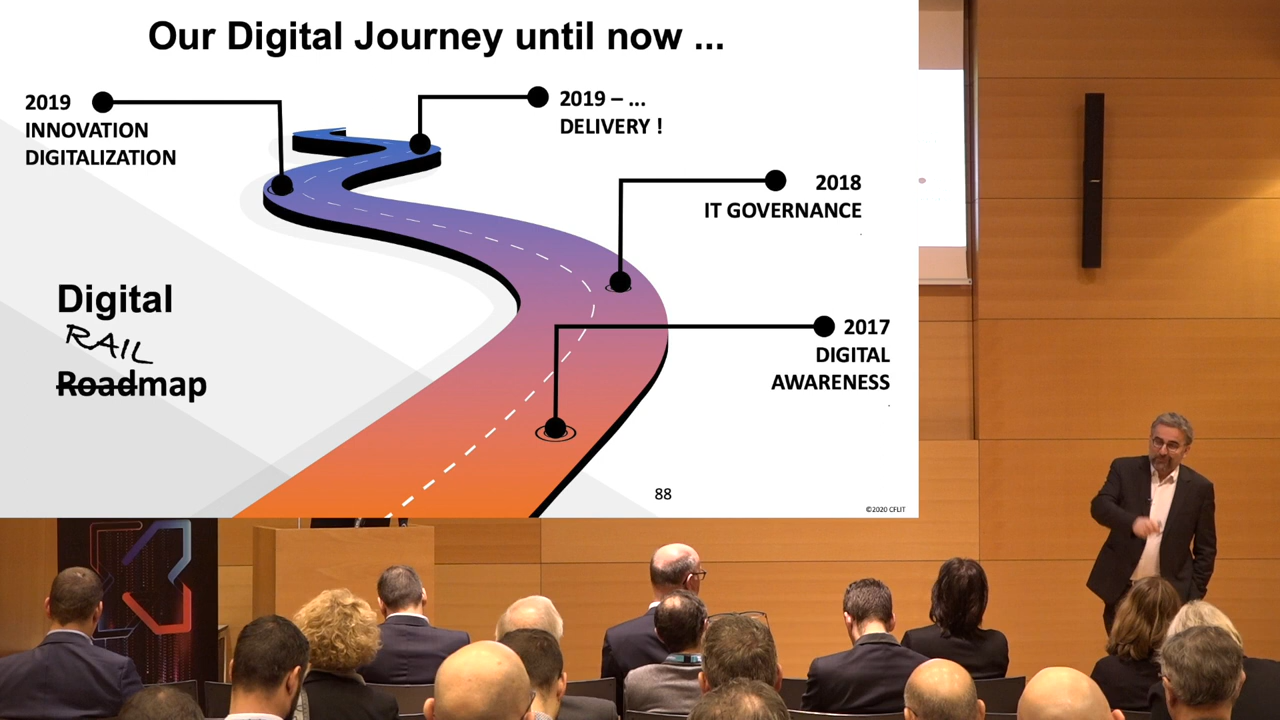 Our Digital Journey until now ...
2019
INNOVATION
DIGITALIZATION
2019 – ...
DELIVERY !
2018
IT GOVERNANCE
Digital
RAIL
Roadmap
2017
DIGITAL
AWARENESS
88
©2020 CFLIT